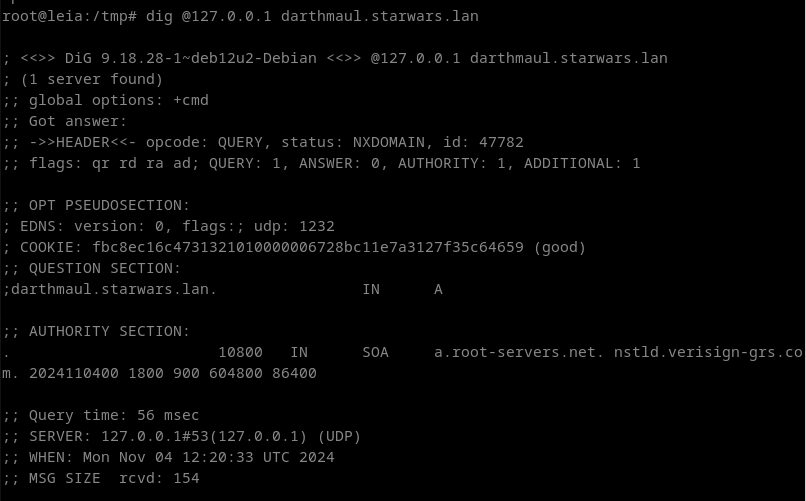 root@leia:/tmp# dig @127.0.0.1 darthmaul.starwars.lan
; <<>> DiG 9.18.28-1~deb12u2-Debian <<>> @127.0.0.1 darthmaul.starwars.lan
; (1 server found)
;; global options: +cmd
;; Got answer:
;; ->>HEADER<<- opcode: QUERY, status: NXDOMAIN, id: 47782
;; flags: qr rd ra ad; QUERY: 1, ANSWER: 0, AUTHORITY: 1, ADDITIONAL: 1
;; OPT PSEUDOSECTION:
; EDNS: version: 0, flags:; udp: 1232
; COOKIE: fbc8ec16c4731321010000006728bc11e7a3127f35c64659 (good)
;; QUESTION SECTION:
;darthmaul.starwars.lan. IN A
;; AUTHORITY SECTION:
. 10800 IN SOA a.root-servers.net. nstld.verisign-grs.co
m. 2024110400 1800 900 604800 86400
;; Query time: 56 msec
;; SERVER: 127.0.0.1#53(127.0.0.1) (UDP)
;; WHEN: Mon Nov 04 12:20:33 UTC 2024
;; MSG SIZE  rcvd: 154